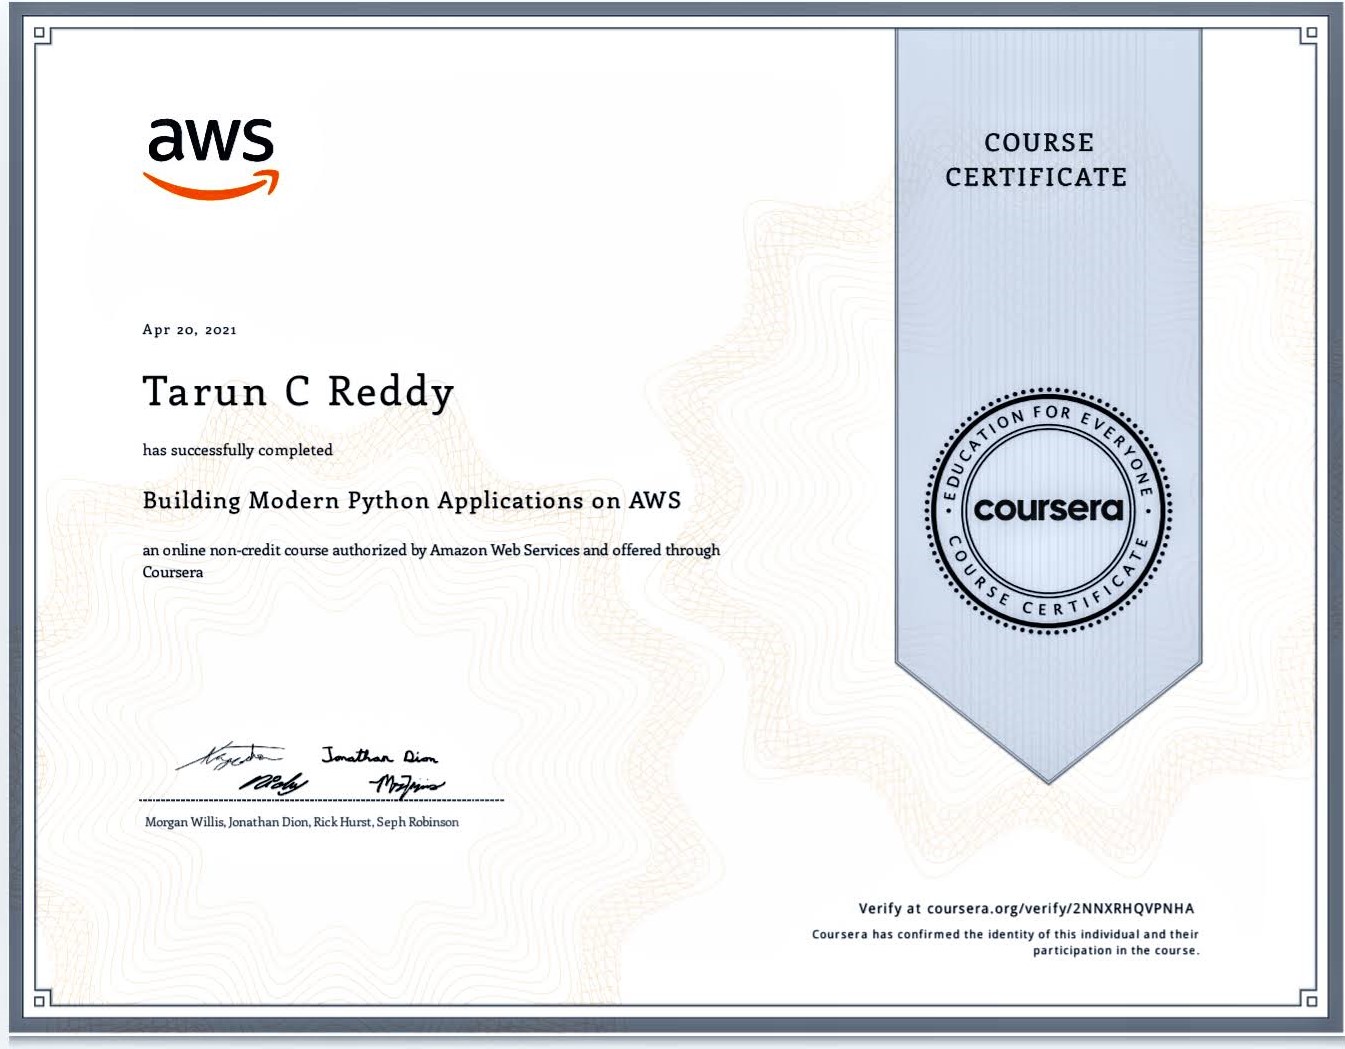 aws
COURSE
CERTIFICATE
Apr 20, 2021
Tarun C Reddy
has successfully completed
Building Modern Python Applications on AWS
an online non-credit course authorized by Amazon Web Services and offered through
Coursera
EDUCATION FOR EVERYONE
coursera
COURSE CERTIFICATE
Jonathan Dion
Morgan Willis, Jonathan Dion, Rick Hurst, Seph Robinson
Verify at coursera.org/verify/2NNXRHQVPNHA
Coursera has confirmed the identity of this individual and their
participation in the course.